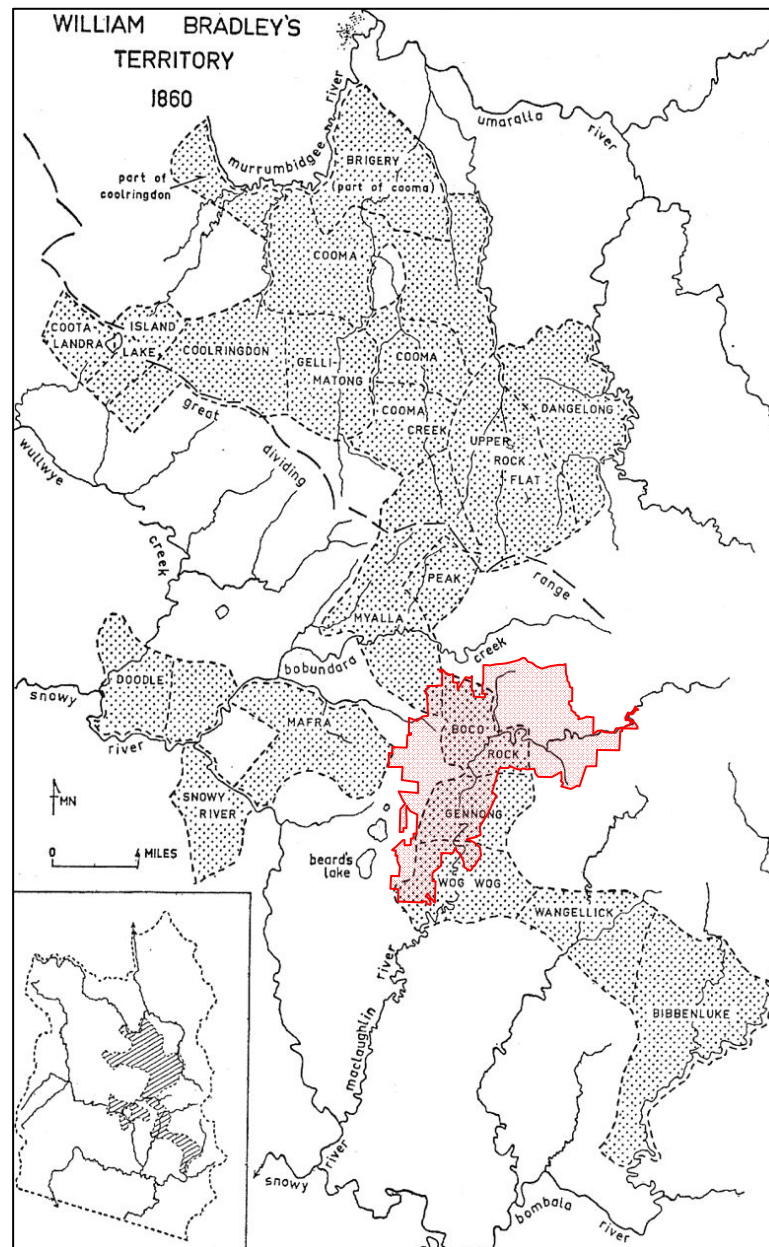 WILLIAM BRADLEY'S
TERRITORY
1860
murrumbidgee river
umaralla river
part of
coolringdon
BRIGERY
(part of cooma)
COOMA
COOTA-
LANDRA
ISLAND
LAKE
COOLRINGDON
GELLI-
MATONG
COOMA
COOMA
CREEK
UPPER
ROCK
FLAT
DANGELONG
great dividing range
wullwye creek
PEAK
MYALLA
bobundara creek
snowy river
DOODLE
MAFRA
BOCO
ROCK
SNOWY
RIVER
GENNONG
MN
0 4 MILES
beard's
lake
WOG WOG
WANGELLICK
BIBBENLUKE
maclaughlin river
snowy river
bombala river